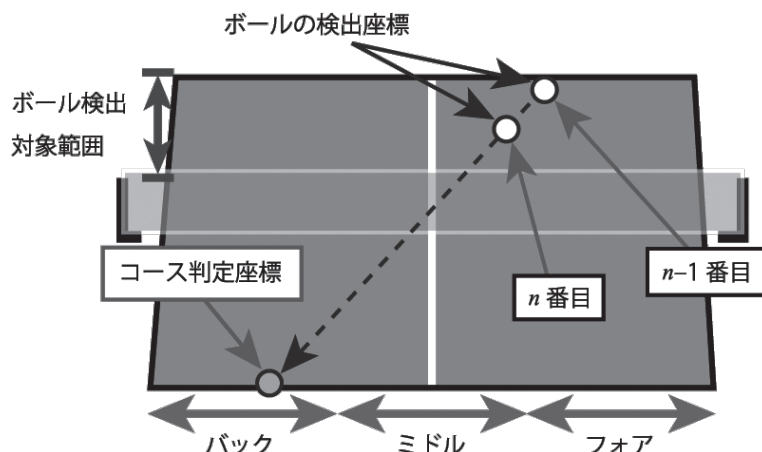 ボールの検出座標
ボール検出
対象範囲
コース判定座標
n 番目
n–1 番目
バック
ミドル
フォア